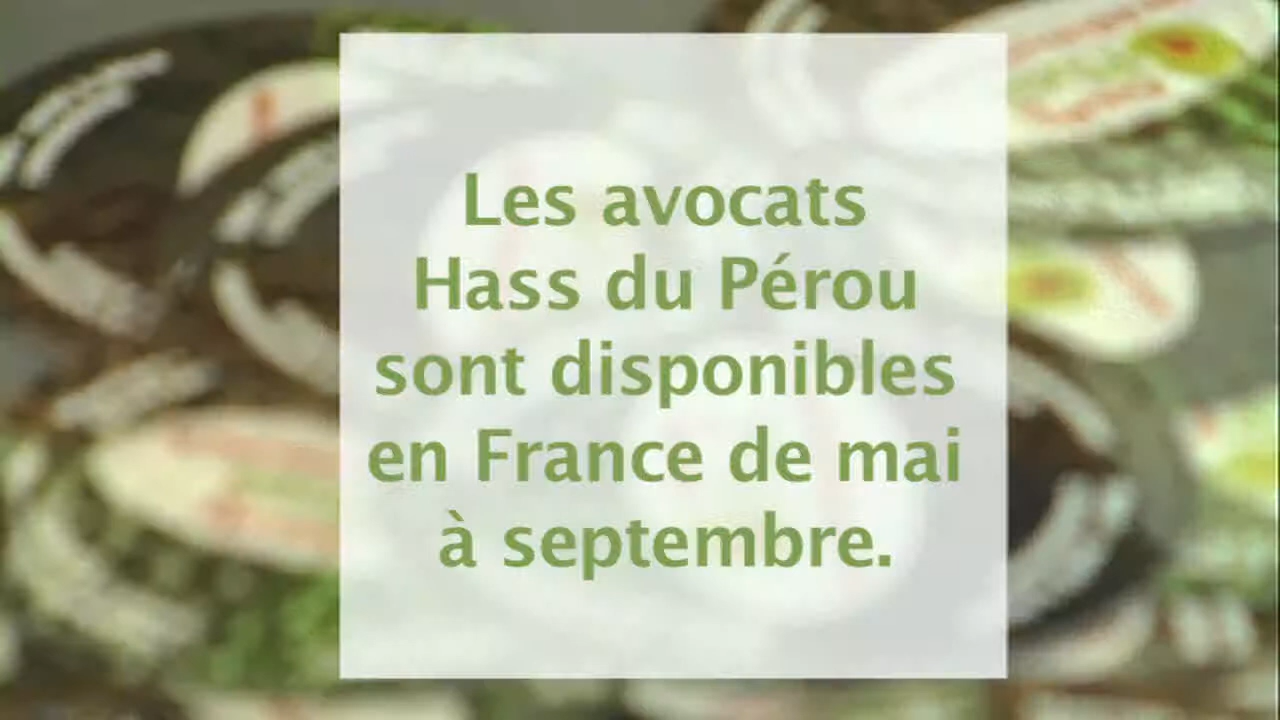 Les avocats
Hass du Pérou
sont disponibles
en France de mai
à septembre.